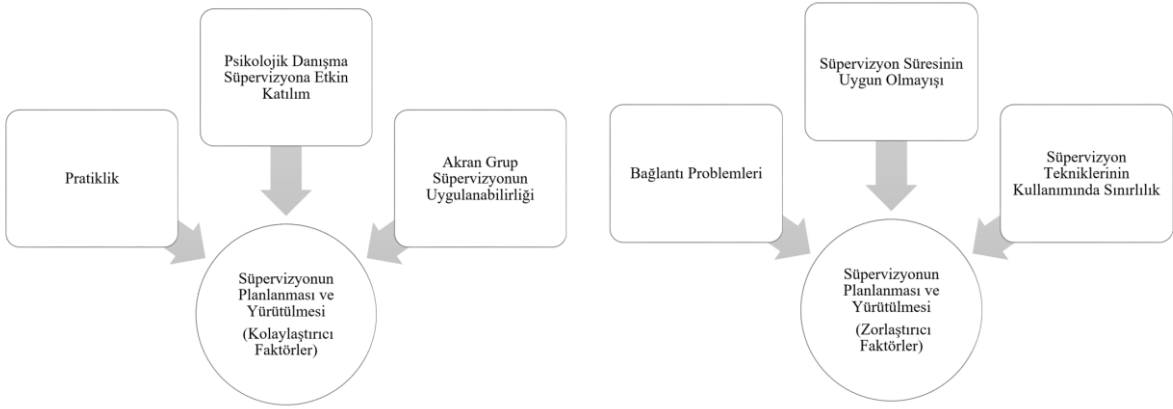 Psikolojik Danışma
Süpervizyona Etkin
Katılım
Pratiklik
Akran Grup
Süpervizyonun
Uygulanabilirliği
Süpervizyonun
Planlanması ve
Yürütülmesi
(Kolaylaştırıcı
Faktörler)
Süpervizyon Süresinin
Uygun Olmayışı
Bağlantı Problemleri
Süpervizyon
Tekniklerinin
Kullanımında Sınırlılık
Süpervizyonun
Planlanması ve
Yürütülmesi
(Zorlaştırıcı
Faktörler)